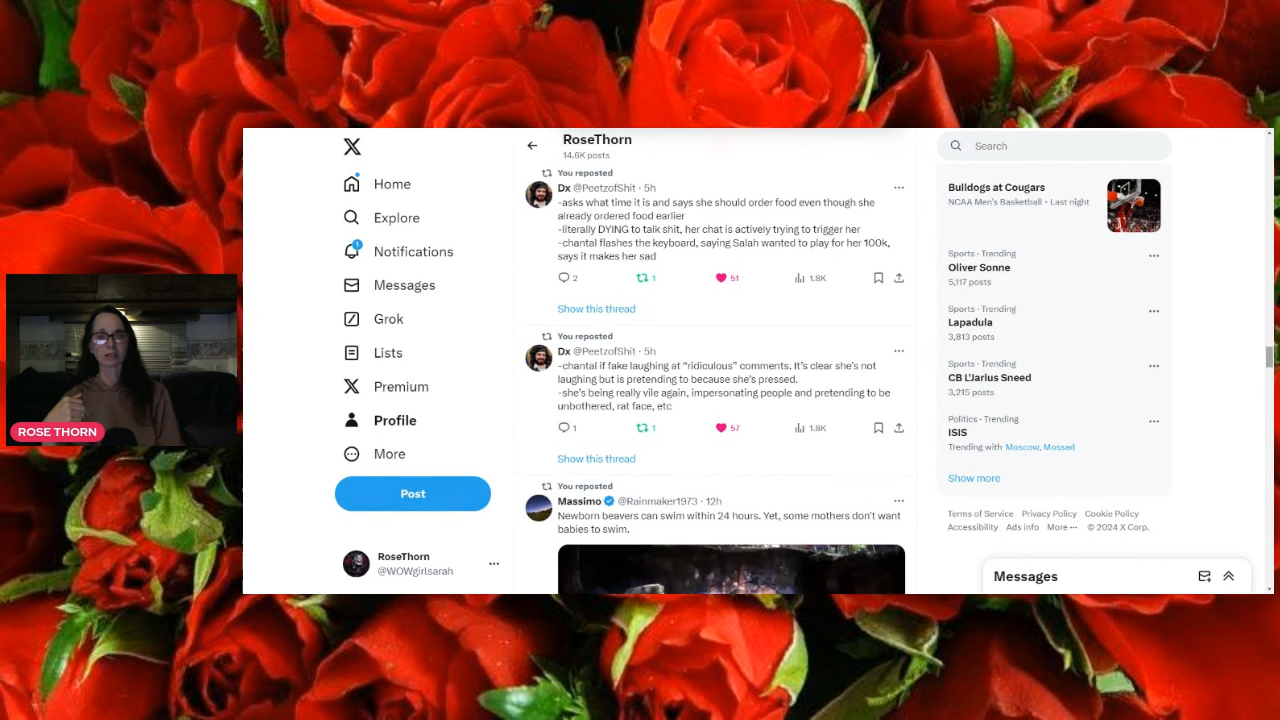 ROSE THORN
Home
Explore
1
Notifications
Messages
Grok
Lists
Premium
Profile
More
Post
RoseThorn
@WOWgirlsarah
RoseThorn
14.6K posts
You reposted
Dx @PeetzofShit · 5h
-asks what time it is and says she should order food even though she
already ordered food earlier
-literally DYING to talk shit, her chat is actively trying to trigger her
-chantal flashes the keyboard, saying Salah wanted to play for her 100k,
says it makes her sad
2 1 51 1.8K
Show this thread
You reposted
Dx @PeetzofShit · 5h
-chantal if fake laughing at “ridiculous” comments. It’s clear she’s not
laughing but is pretending to because she’s pressed.
-she’s being really vile again, impersonating people and pretending to be
unbothered, rat face, etc
1 1 57 1.8K
Show this thread
You reposted
Massimo @Rainmaker1973 · 12h
Newborn beavers can swim within 24 hours. Yet, some mothers don’t want
babies to swim.
Search
Bulldogs at Cougars
NCAA Men’s Basketball · Last night
Sports · Trending
Oliver Sonne
5,117 posts
Sports · Trending
Lapadula
3,813 posts
Sports · Trending
CB L’Jarius Sneed
3,215 posts
Politics · Trending
ISIS
Trending with Moscow, Mossad
Show more
Terms of Service Privacy Policy Cookie Policy
Accessibility Ads info More ··· © 2024 X Corp.
Messages